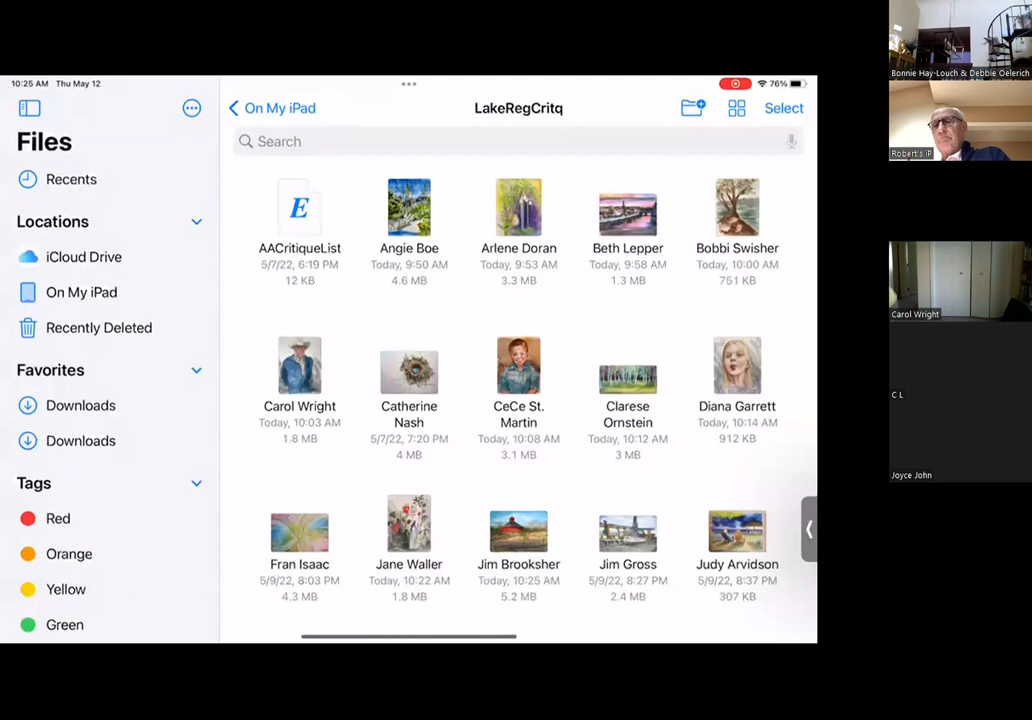 10:25 AM Thu May 12
76%
Files
Recents
Locations
iCloud Drive
On My iPad
Recently Deleted
Favorites
Downloads
Downloads
Tags
Red
Orange
Yellow
Green
On My iPad
LakeRegCritq
Select
Search
E
AACritiqueList
5/7/22, 6:19 PM
12 KB
Angie Boe
Today, 9:50 AM
4.6 MB
Arlene Doran
Today, 9:53 AM
3.3 MB
Beth Lepper
Today, 9:58 AM
1.3 MB
Bobbi Swisher
Today, 10:00 AM
751 KB
Carol Wright
Today, 10:03 AM
1.8 MB
Catherine
Nash
5/7/22, 7:20 PM
4 MB
CeCe St.
Martin
Today, 10:08 AM
3.1 MB
Clarese
Ornstein
Today, 10:12 AM
3 MB
Diana Garrett
Today, 10:14 AM
912 KB
Fran Isaac
5/9/22, 8:03 PM
4.3 MB
Jane Waller
Today, 10:22 AM
1.8 MB
Jim Brooksher
Today, 10:25 AM
5.2 MB
Jim Gross
5/9/22, 8:27 PM
2.4 MB
Judy Arvidson
5/9/22, 8:37 PM
307 KB
Bonnie Hay-Louch & Debbie Oelerich
Robert's iP
Carol Wright
C L
Joyce John